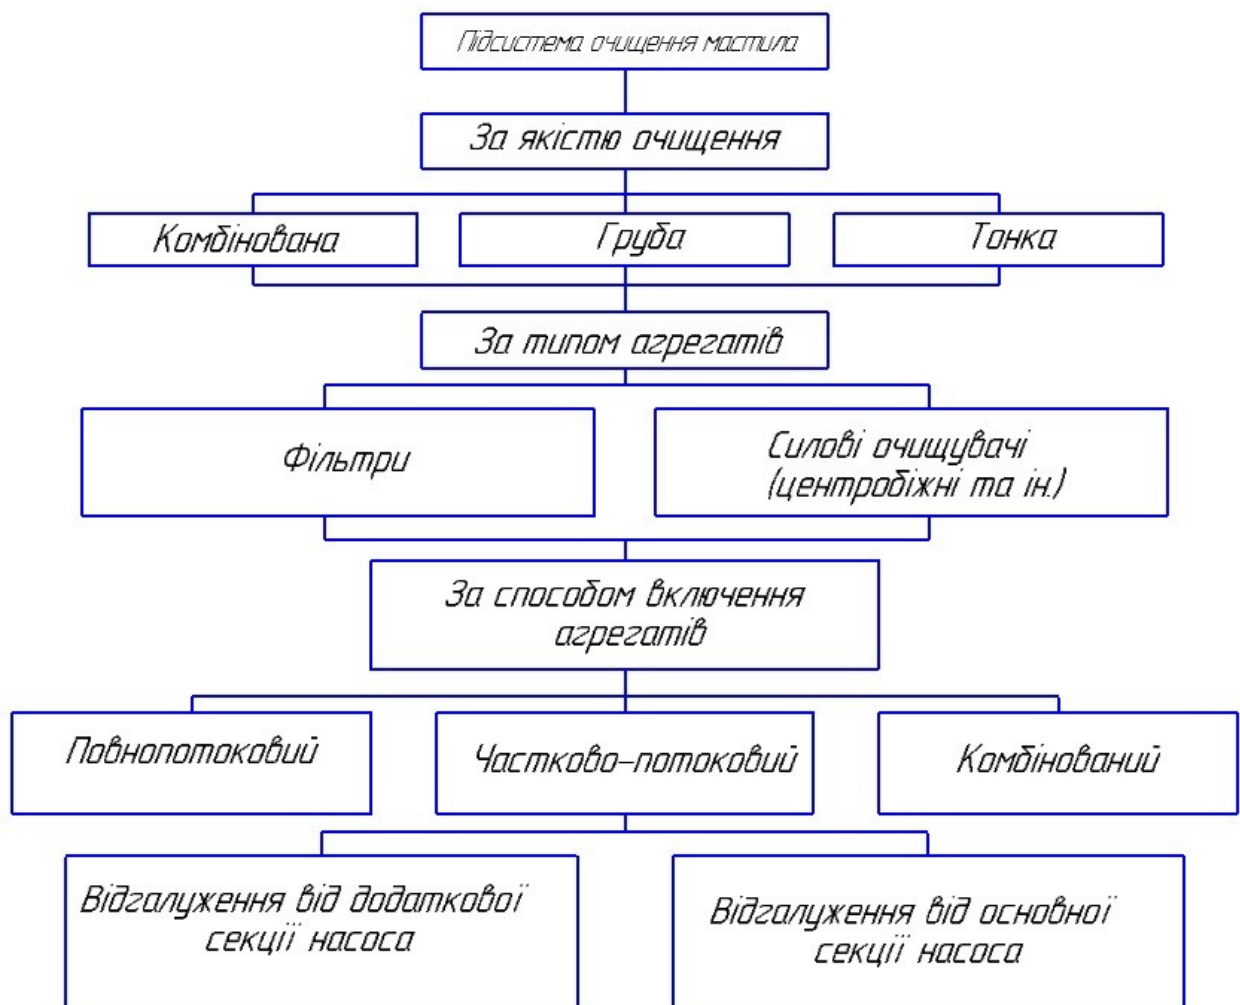 Підсистема очищення мастила
За якістю очищення
Комбінована
Груба
Тонка
За типом агрегатів
Фільтри
Силові очищувачі
(центробіжні та ін.)
За способом включення
агрегатів
Повнопотоковий
Частково-потоковий
Комбінований
Відгалуження від додаткової
секції насоса
Відгалуження від основної
секції насоса